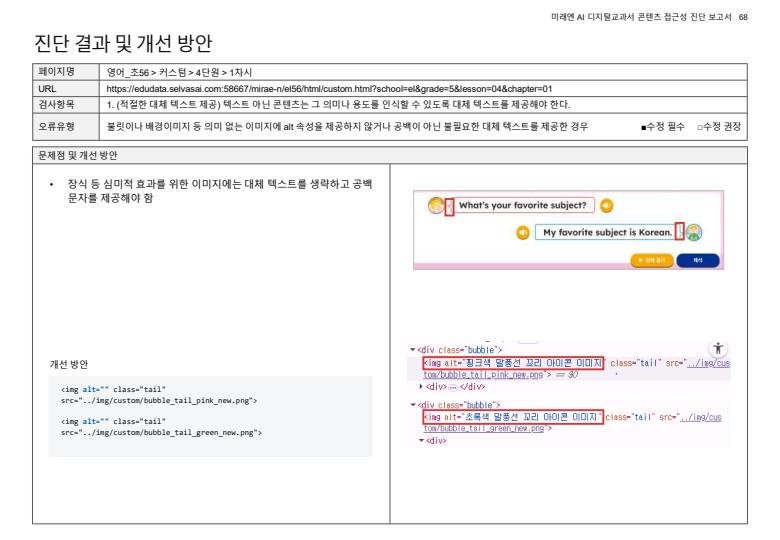 미래엔 AI 디지털교과서 콘텐츠 접근성 진단 보고서 68
진단 결과 및 개선 방안
페이지명 영어_초56 > 커스텀 > 4단원 > 1차시
URL https://edudata.selvasai.com:58667/mirae-n/el56/html/custom.html?school=el&grade=5&lesson=04&chapter=01
검사항목 1. (적절한 대체 텍스트 제공) 텍스트 아닌 콘텐츠는 그 의미나 용도를 인식할 수 있도록 대체 텍스트를 제공해야 한다.
오류유형 불릿이나 배경이미지 등 의미 없는 이미지에 alt 속성을 제공하지 않거나 공백이 아닌 불필요한 대체 텍스트를 제공한 경우 ■수정 필수 □수정 권장
문제점 및 개선 방안
• 장식 등 심미적 효과를 위한 이미지에는 대체 텍스트를 생략하고 공백
문자를 제공해야 함
What's your favorite subject?
My favorite subject is Korean.
▶ 전체 듣기 해석
개선 방안
<img alt="" class="tail"
src="../img/custom/bubble_tail_pink_new.png">
<img alt="" class="tail"
src="../img/custom/bubble_tail_green_new.png">
▼<div class="bubble">
<img alt="핑크색 말풍선 꼬리 아이콘 이미지" class="tail" src="../img/cus
tom/bubble_tail_pink_new.png"> == $0
▶<div>…</div>
▼<div class="bubble">
<img alt="초록색 말풍선 꼬리 아이콘 이미지" class="tail" src="../img/cus
tom/bubble_tail_green_new.png">
▼<div>